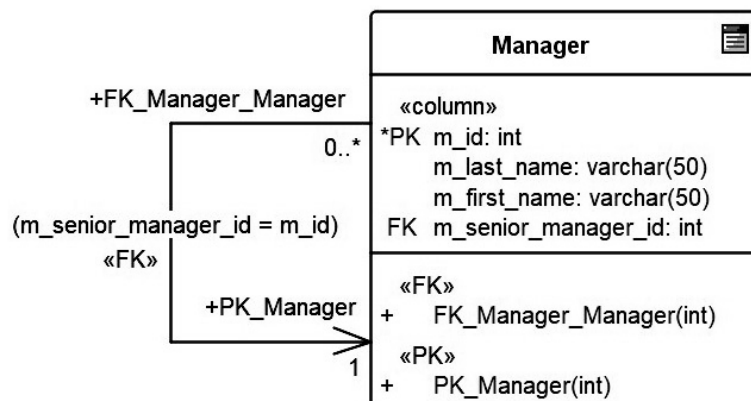 Manager
+FK_Manager_Manager
0..*
(m_senior_manager_id = m_id)
«FK»
+PK_Manager
1
«column»
*PK m_id: int
m_last_name: varchar(50)
m_first_name: varchar(50)
FK m_senior_manager_id: int
«FK»
+ FK_Manager_Manager(int)
«PK»
+ PK_Manager(int)